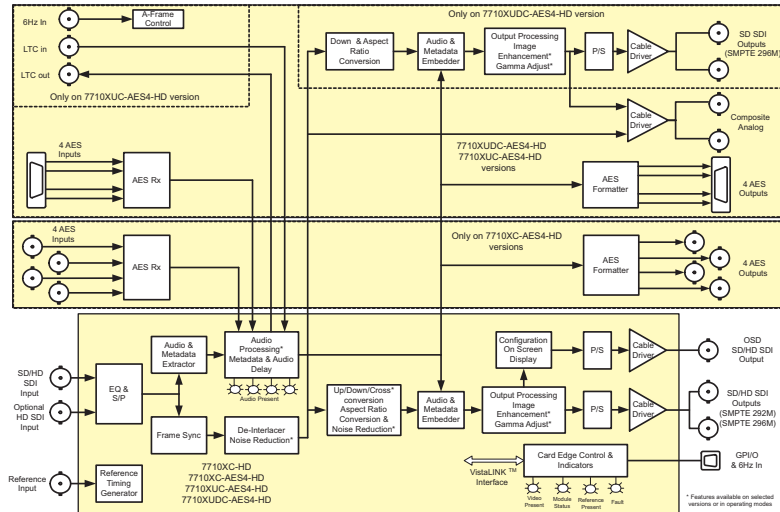 6Hz In
A-Frame
Control
LTC in
LTC out
Only on 7710XUC-AES4-HD version
Only on 7710XUDC-AES4-HD version
Down & Aspect
Ratio
Conversion
Audio &
Metadata
Embedder
Output Processing
Image
Enhancement*
Gamma Adjust*
P/S
Cable
Driver
SD SDI
Outputs
(SMPTE 296M)
Cable
Driver
Composite
Analog
4 AES
Inputs
AES Rx
7710XUDC-AES4-HD
7710XUC-AES4-HD
versions
AES
Formatter
4 AES
Outputs
4 AES
Inputs
AES Rx
Only on 7710XC-AES4-HD
versions
AES
Formatter
4 AES
Outputs
SD/HD
SDI
Input
Optional
HD SDI
Input
EQ &
S/P
Audio &
Metadata
Extractor
Audio
Processing*
Metadata & Audio
Delay
Audio Present
Frame Sync
De-Interlacer
Noise Reduction*
Up/Down/Cross*
conversion
Aspect Ratio
Conversion
& Noise Reduction*
Audio &
Metadata
Embedder
Configuration
On Screen
Display
P/S
Cable
Driver
OSD
SD/HD SDI
Output
Output Processing
Image
Enhancement*
Gamma Adjust*
P/S
Cable
Driver
SD/HD SDI
Outputs
(SMPTE 292M)
(SMPTE 296M)
Reference
Input
Reference
Timing
Generator
7710XC-HD
7710XC-AES4-HD
7710XUC-AES4-HD
7710XUDC-AES4-HD
VistaLINK TM
Interface
Card Edge Control &
Indicators
Video
Present
Module
Status
Reference
Present
Fault
GPI/O
& 6Hz In
* Features available on selected
versions or in operating modes